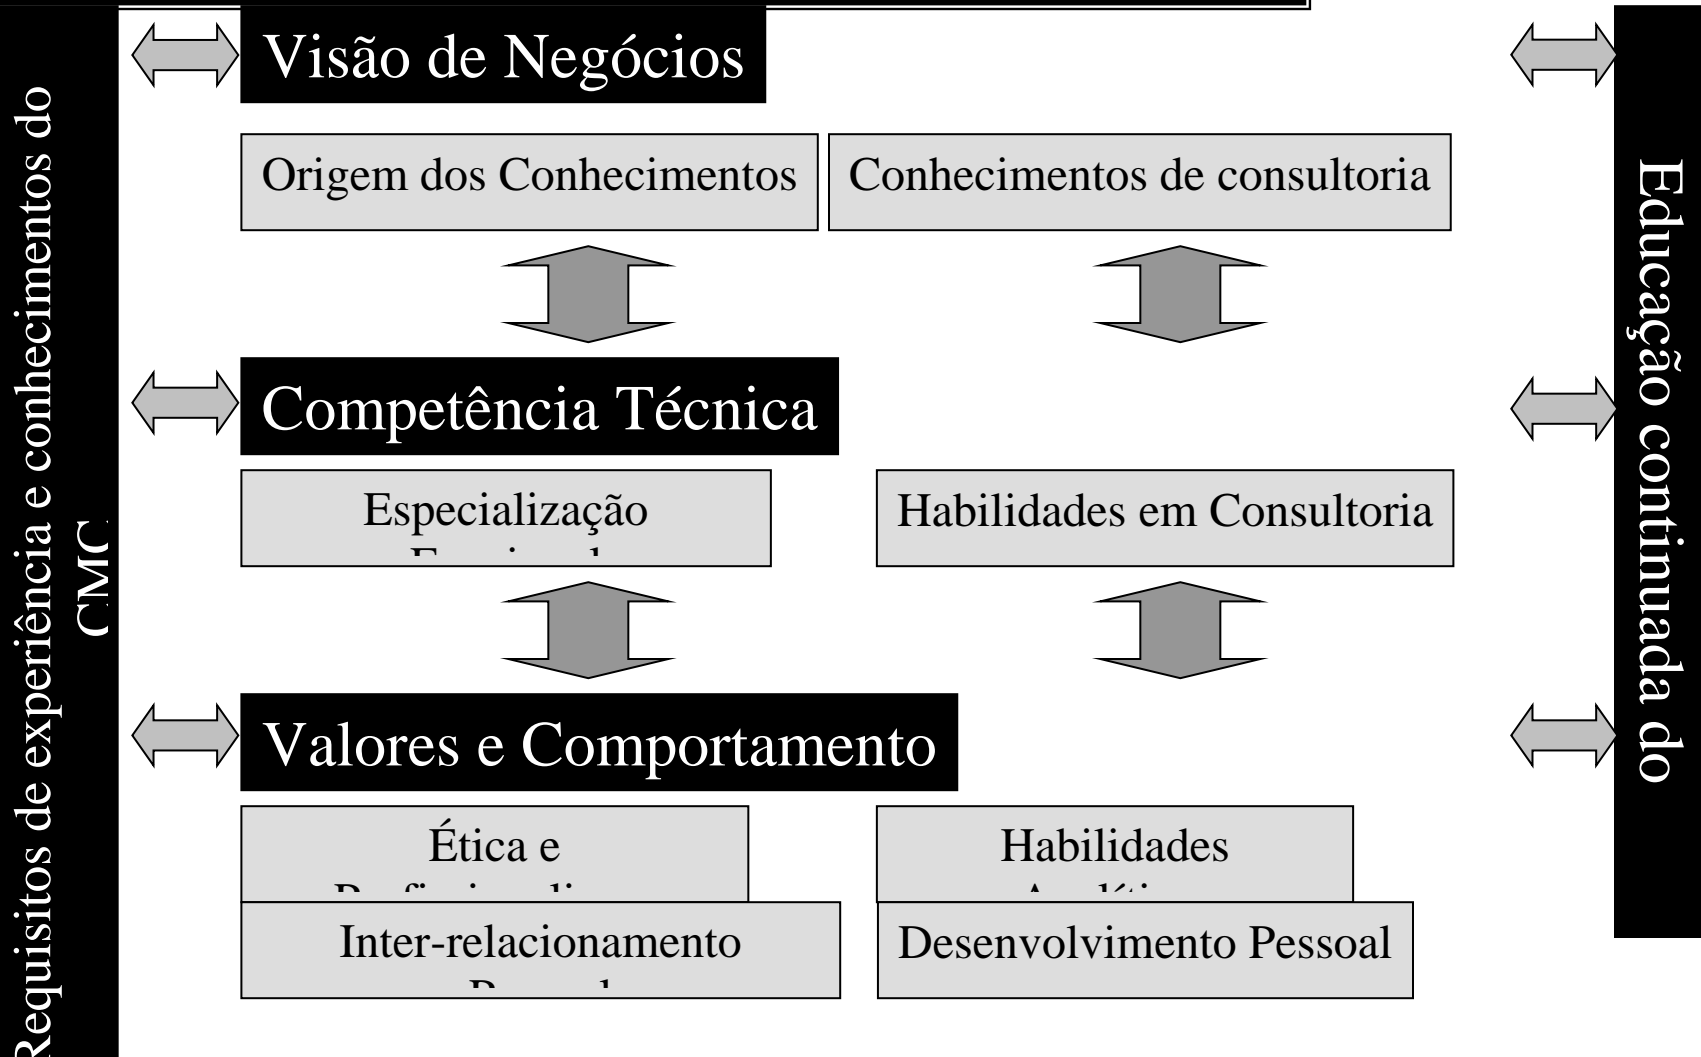 Requisitos de experiência e conhecimentos do
CMC
Visão de Negócios
Origem dos Conhecimentos
Conhecimentos de consultoria
Competência Técnica
Especialização
Habilidades em Consultoria
Valores e Comportamento
Ética e
Habilidades
Inter-relacionamento
Desenvolvimento Pessoal
Educação continuada do